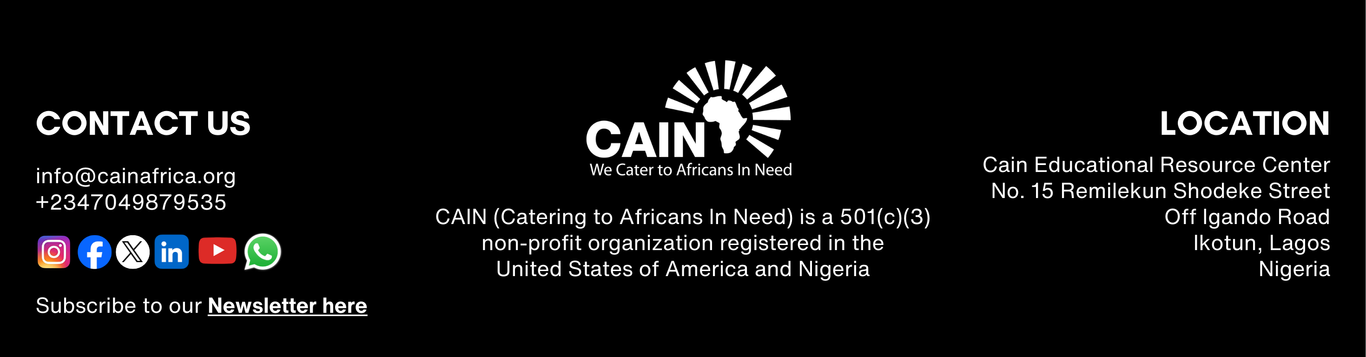 CONTACT US
info@cainafrica.org
+2347049879535
Subscribe to our Newsletter here
CAIN
We Cater to Africans In Need
CAIN (Catering to Africans In Need) is a 501(c)(3)
non-profit organization registered in the
United States of America and Nigeria
LOCATION
Cain Educational Resource Center
No. 15 Remilekun Shodeke Street
Off Igando Road
Ikotun, Lagos
Nigeria